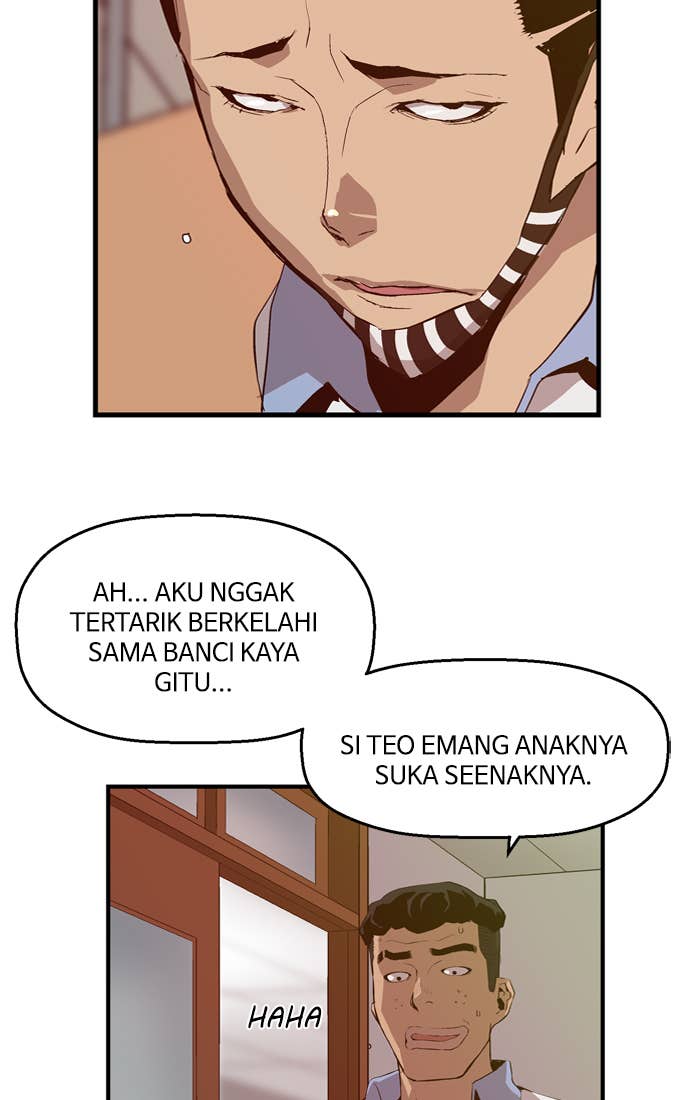 AH... AKU NGGAK
TERTARIK BERKELAHI
SAMA BANCI KAYA
GITU...
SI TEO EMANG ANAKNYA
SUKA SEENAKNYA.
HAHA